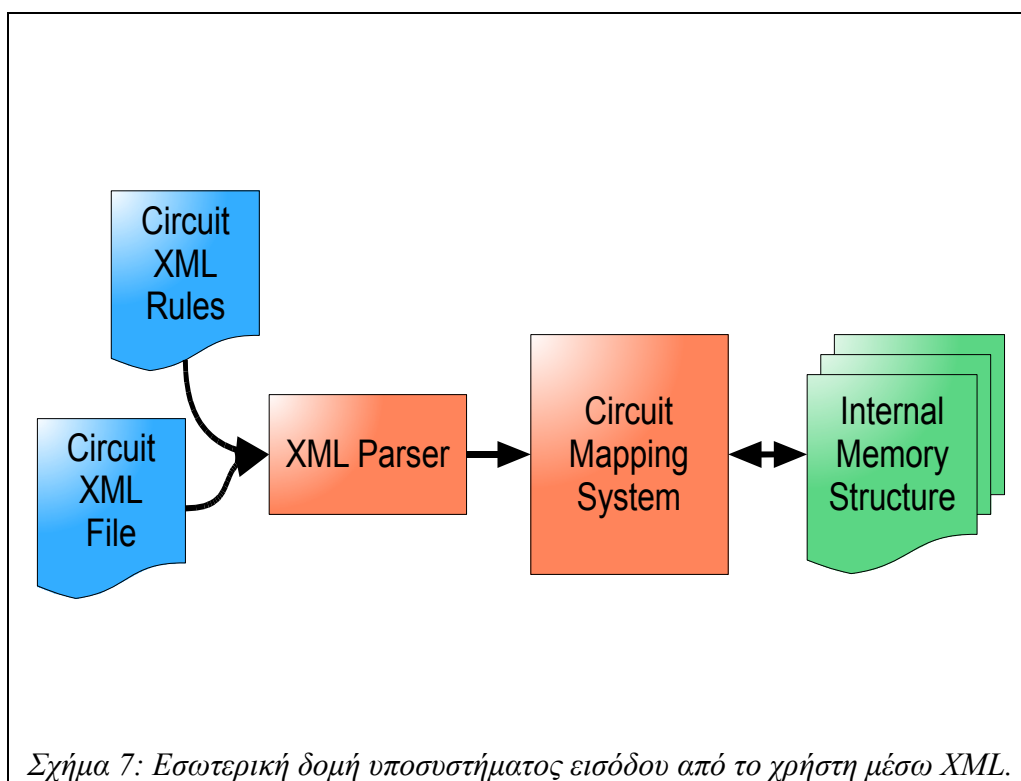 Circuit
XML
Rules
Circuit
XML
File
XML Parser
Circuit
Mapping
System
Internal
Memory
Structure
Σχήμα 7: Εσωτερική δομή υποσυστήματος εισόδου από το χρήστη μέσω XML.